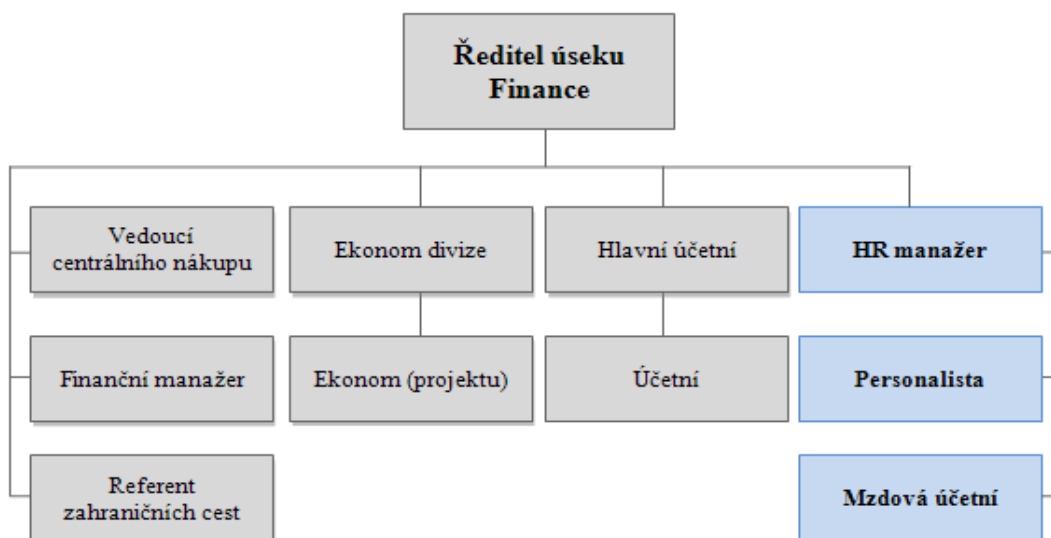 Ředitel úseku
Finance
Vedoucí
centrálního nákupu
Ekonom divize
Hlavní účetní
HR manažer
Finanční manažer
Ekonom (projektu)
Účetní
Personalista
Referent
zahraničních cest
Mzdová účetní